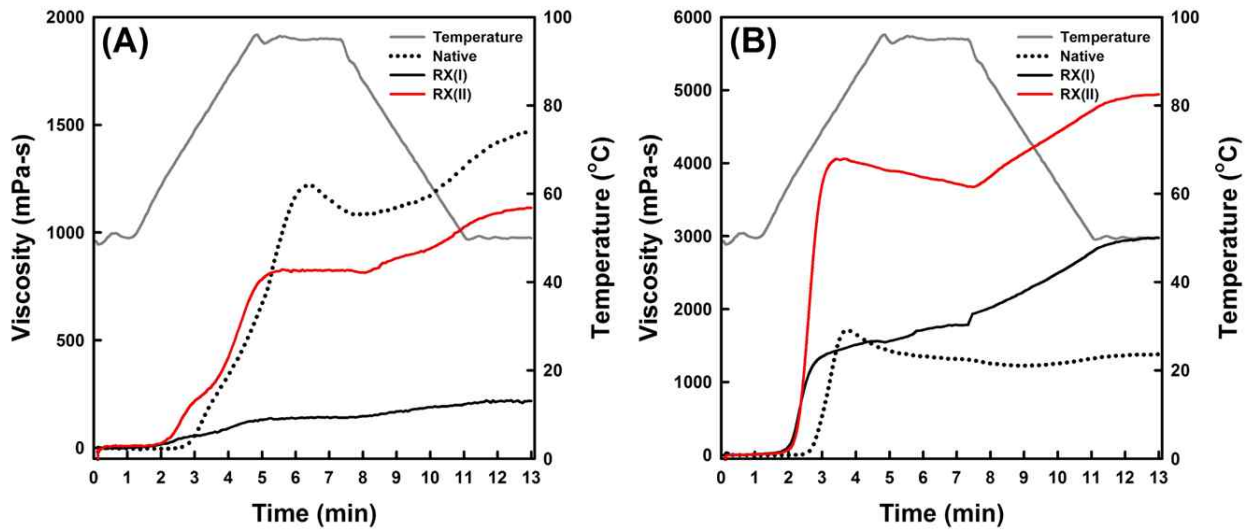 (A)
Temperature
Native
RX(I)
RX(II)
Viscosity (mPa-s)
2000
1500
1000
500
0
Temperature (°C)
100
80
60
40
20
0
0 1 2 3 4 5 6 7 8 9 10 11 12 13
Time (min)
(B)
Temperature
Native
RX(I)
RX(II)
Viscosity (mPa-s)
6000
5000
4000
3000
2000
1000
0
Temperature (°C)
100
80
60
40
20
0
0 1 2 3 4 5 6 7 8 9 10 11 12 13
Time (min)